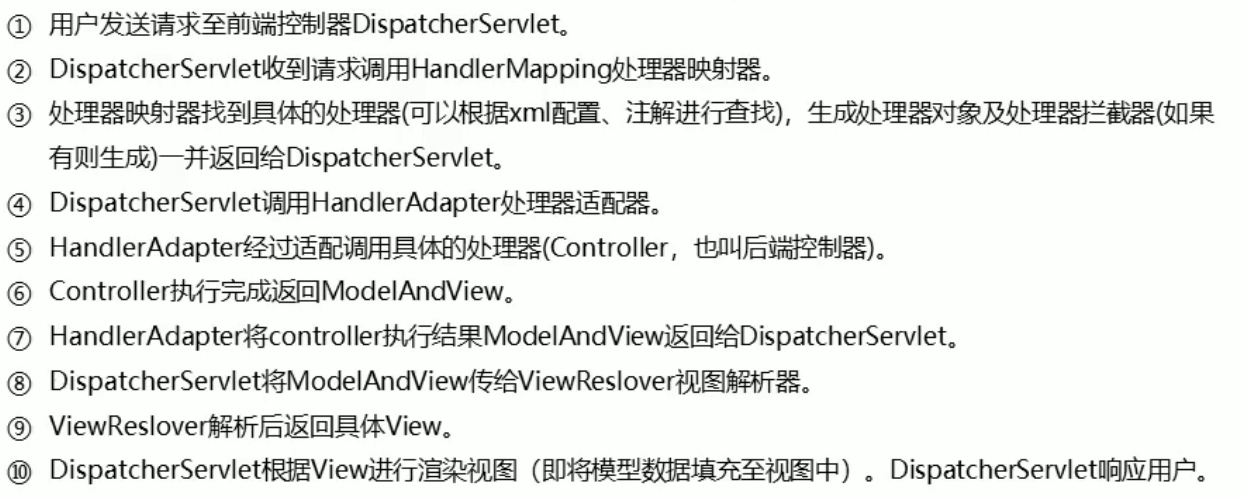 ① 用户发送请求至前端控制器DispatcherServlet。
② DispatcherServlet收到请求调用HandlerMapping处理器映射器。
③ 处理器映射器找到具体的处理器(可以根据xml配置、注解进行查找)，生成处理器对象及处理器拦截器(如果
有则生成)一并返回给DispatcherServlet。
④ DispatcherServlet调用HandlerAdapter处理器适配器。
⑤ HandlerAdapter经过适配调用具体的处理器(Controller，也叫后端控制器)。
⑥ Controller执行完成返回ModelAndView。
⑦ HandlerAdapter将controller执行结果ModelAndView返回给DispatcherServlet。
⑧ DispatcherServlet将ModelAndView传给ViewReslover视图解析器。
⑨ ViewReslover解析后返回具体View。
⑩ DispatcherServlet根据View进行渲染视图（即将模型数据填充至视图中）。DispatcherServlet响应用户。